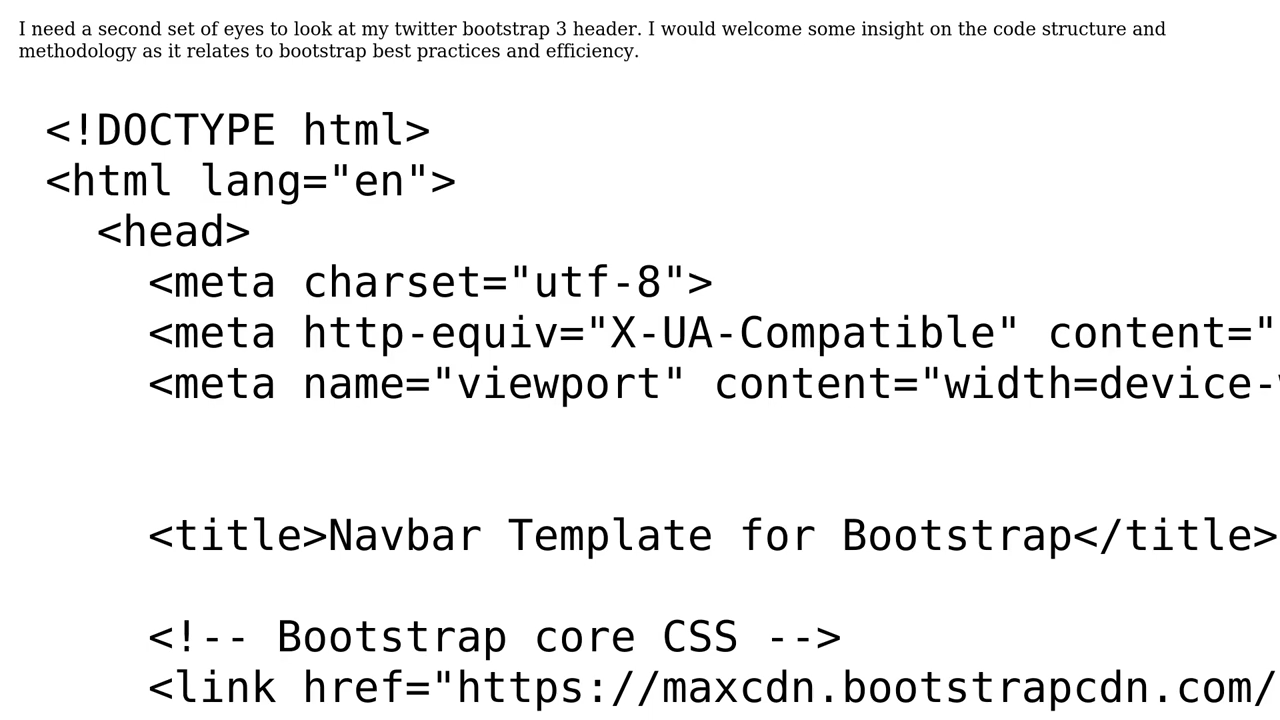 I need a second set of eyes to look at my twitter bootstrap 3 header. I would welcome some insight on the code structure and
methodology as it relates to bootstrap best practices and efficiency.
<!DOCTYPE html>
<html lang="en">
<head>
<meta charset="utf-8">
<meta http-equiv="X-UA-Compatible" content="
<meta name="viewport" content="width=device-
<title>Navbar Template for Bootstrap</title>
<!-- Bootstrap core CSS -->
<link href="https://maxcdn.bootstrapcdn.com/